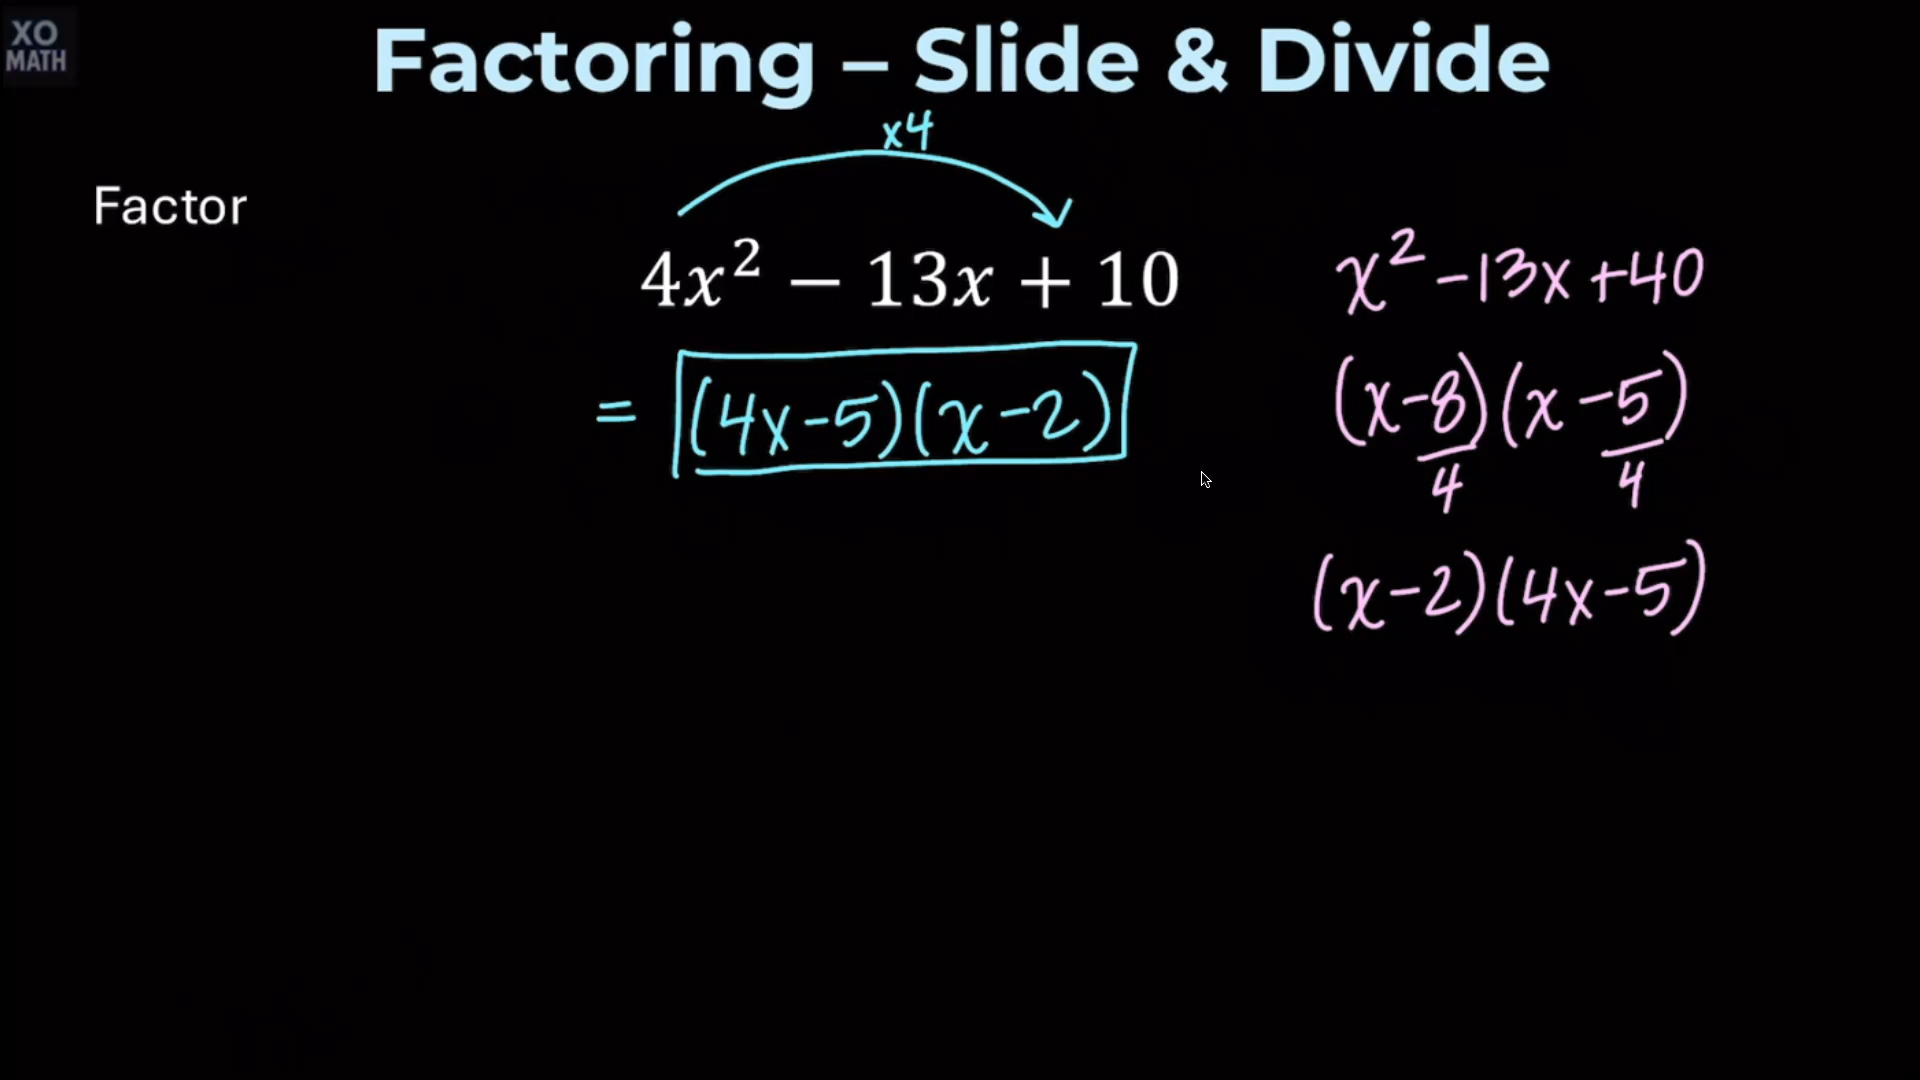 XO
MATH
Factoring – Slide & Divide
x4
Factor
4x² − 13x + 10
= (4x-5)(x-2)
x² -13x +40
(x-8/4)(x-5/4)
(x-2)(4x-5)